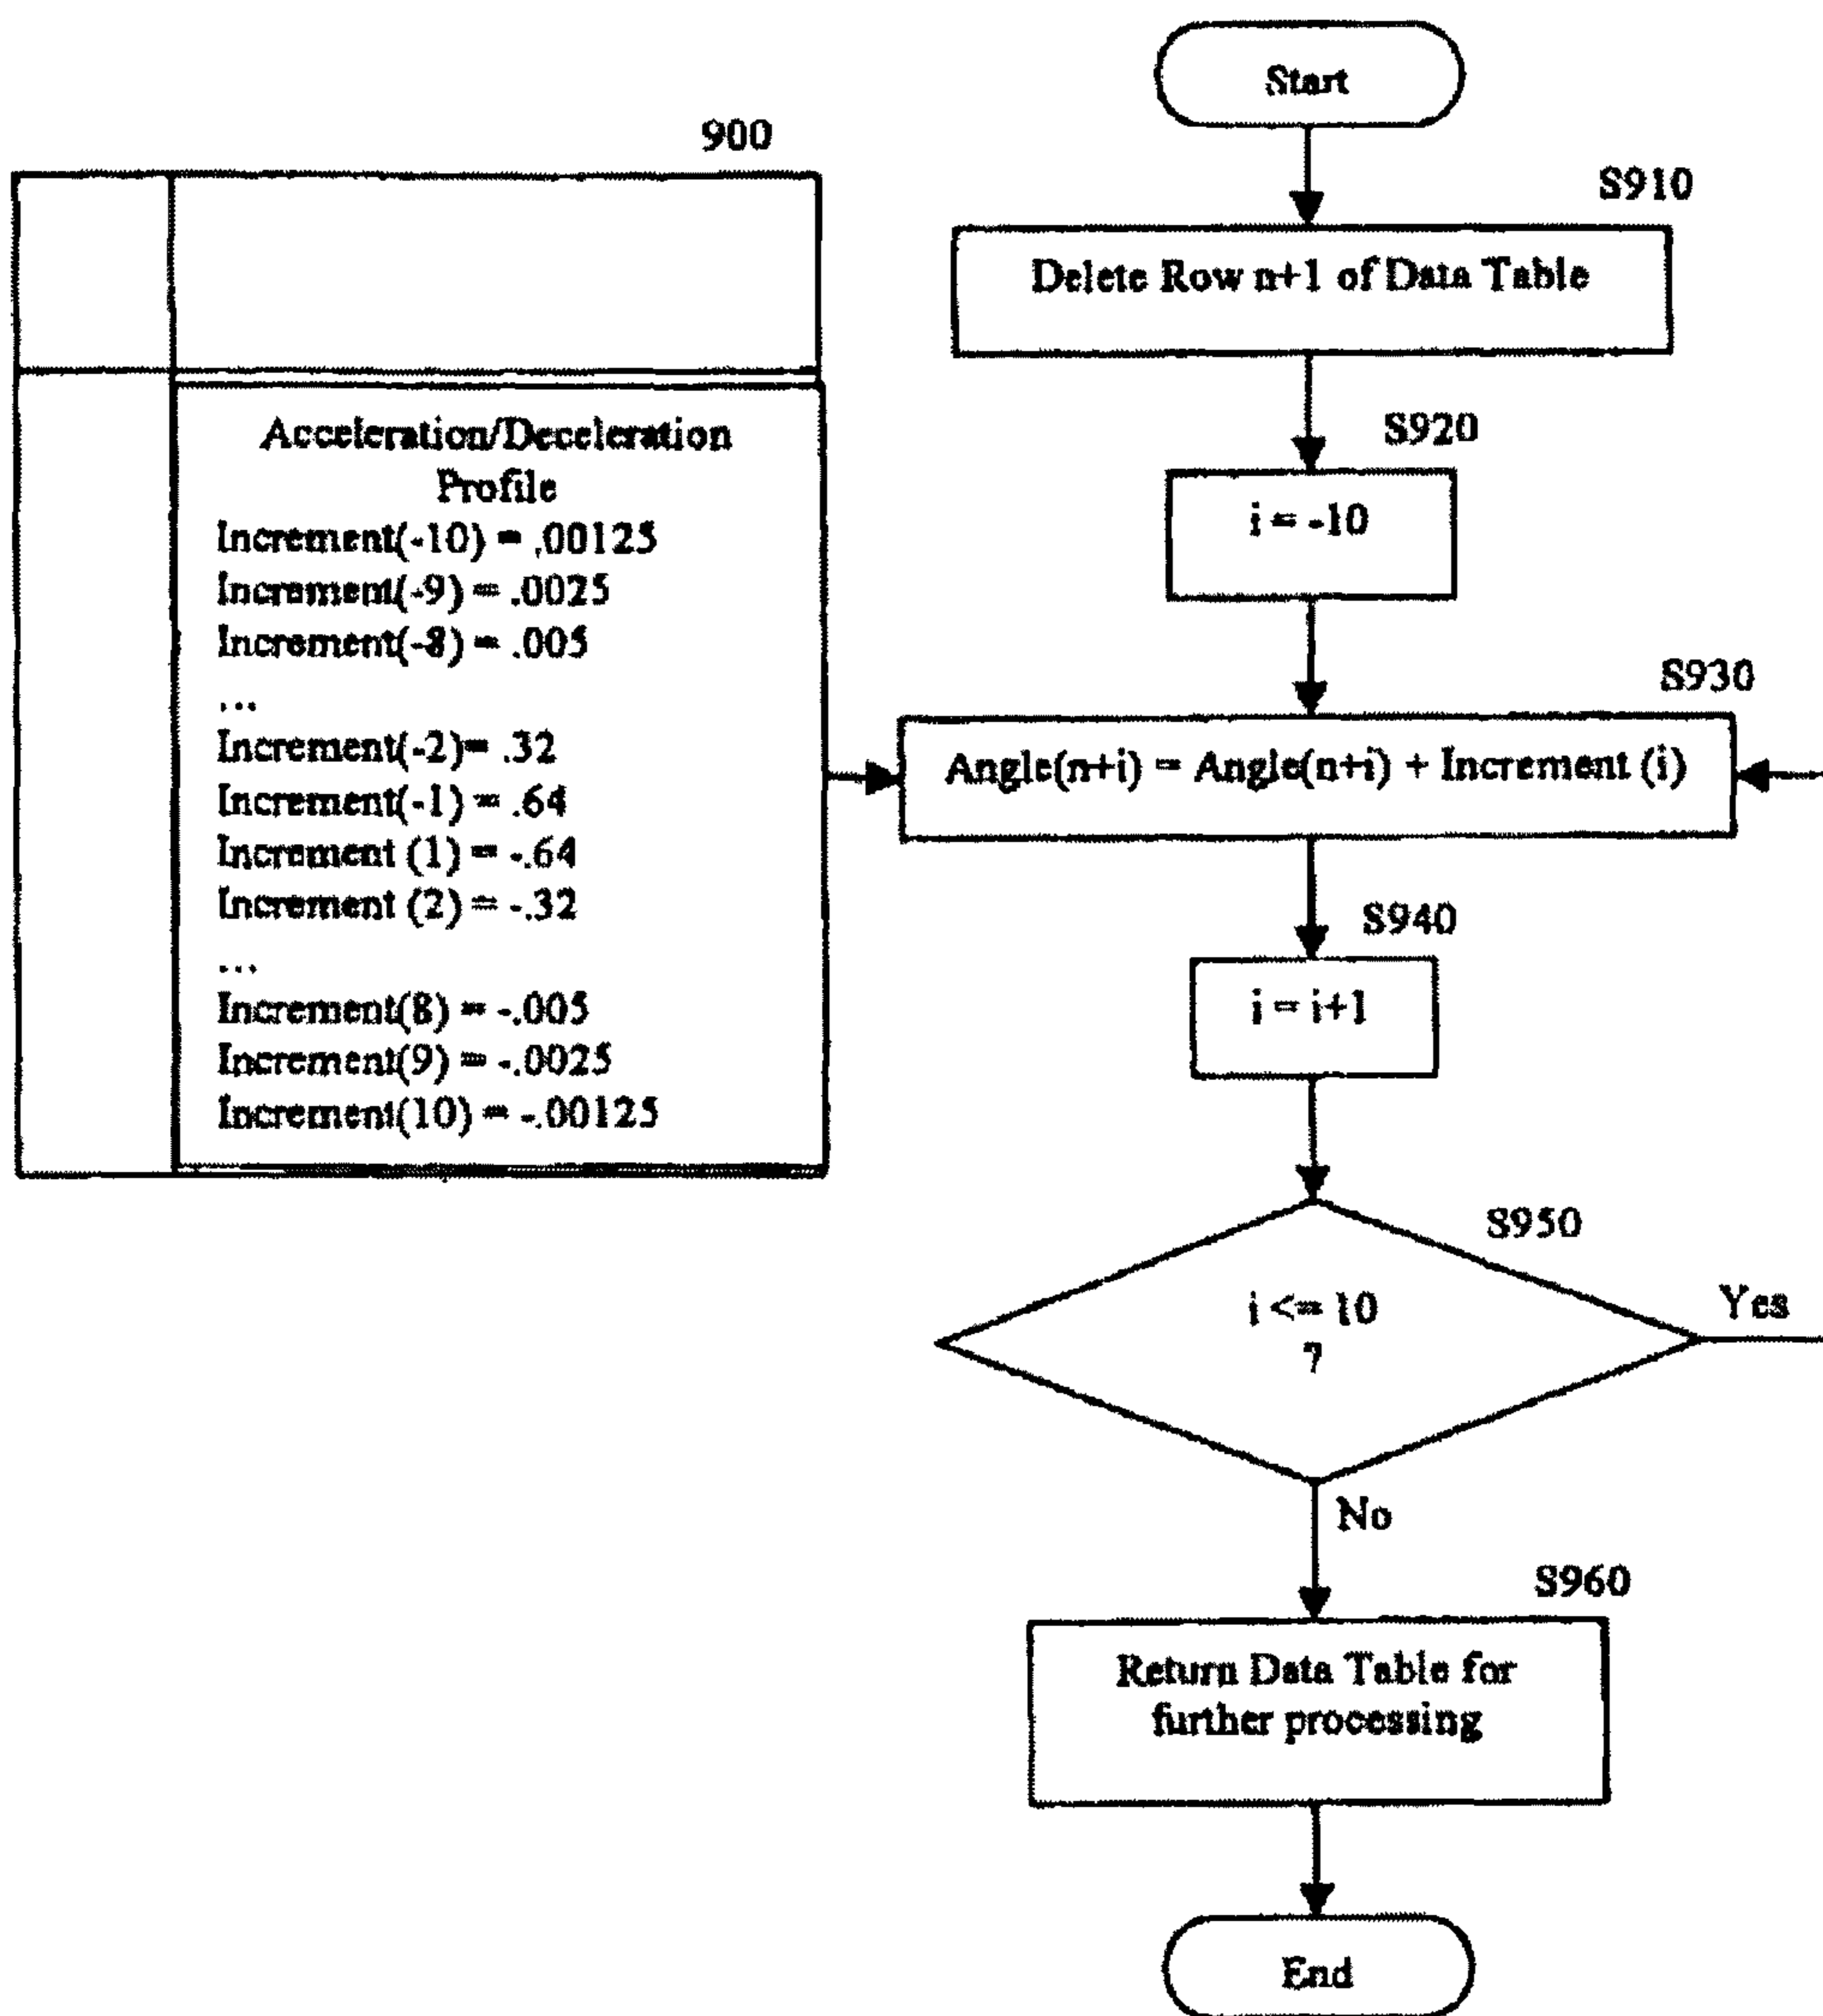 Start
900
S910
Delete Row n+1 of Data Table
S920
i = -10
Acceleration/Deceleration
Profile
Increment(-10) = .00125
Increment(-9) = .0025
Increment(-8) = .005
...
Increment(-2)= .32
Increment(-1) = .64
Increment (1) = -.64
Increment (2) = -.32
...
Increment(8) = -.005
Increment(9) = -.0025
Increment(10) = -.00125
S930
Angle(n+i) = Angle(n+i) + Increment (i)
S940
i = i+1
S950
i <= 10
?
Yes
No
S960
Return Data Table for
further processing
End